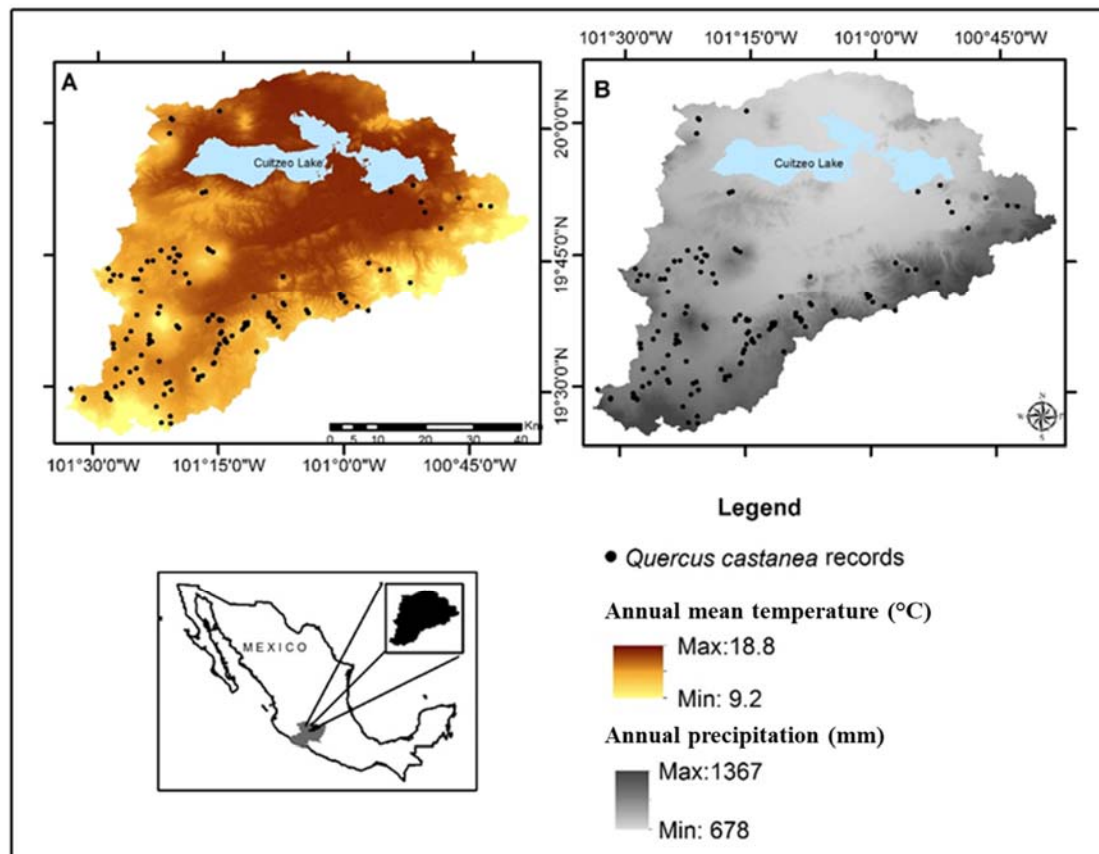 101°30'0"W 101°15'0"W 101°0'0"W 100°45'0"W
A
B
Cuitzeo Lake
Cuitzeo Lake
20°0'0"N
19°45'0"N
19°30'0"N
Km
0 5 10 20 30 40
101°30'0"W 101°15'0"W 101°0'0"W 100°45'0"W
Legend
Quercus castanea records
Annual mean temperature (°C)
Max:18.8
Min: 9.2
Annual precipitation (mm)
Max:1367
Min: 678
MEXICO